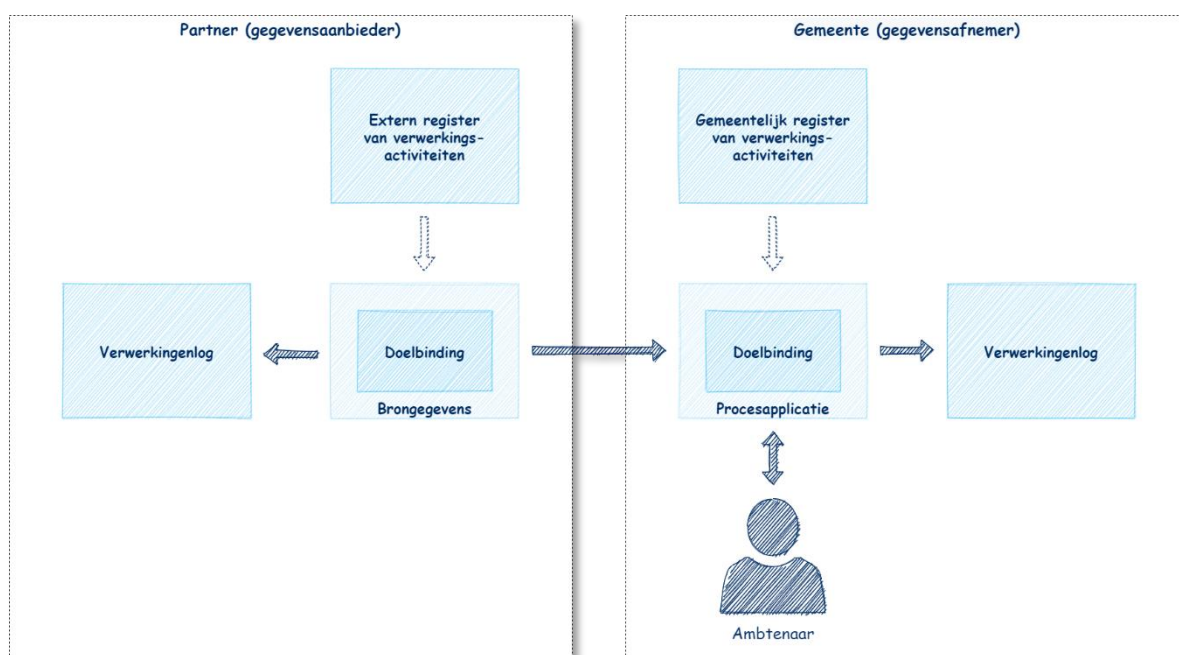 Partner (gegevensaanbieder)
Extern register
van verwerkings-
activiteiten
Verwerkingenlog
Doelbinding
Brongegevens
Gemeente (gegevensafnemer)
Gemeentelijk register
van verwerkings-
activiteiten
Doelbinding
Procesapplicatie
Verwerkingenlog
Ambtenaar